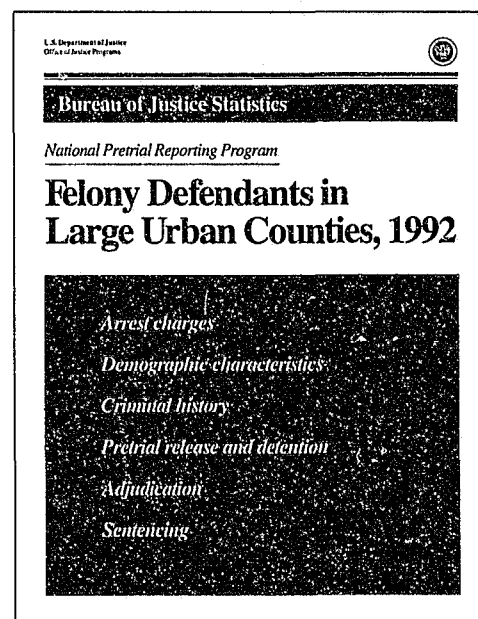 U.S. Department of Justice
Office of Justice Programs
Bureau of Justice Statistics
National Pretrial Reporting Program
Felony Defendants in
Large Urban Counties, 1992
Arrest charges
Demographic characteristics
Criminal history
Pretrial release and detention
Adjudication
Sentencing